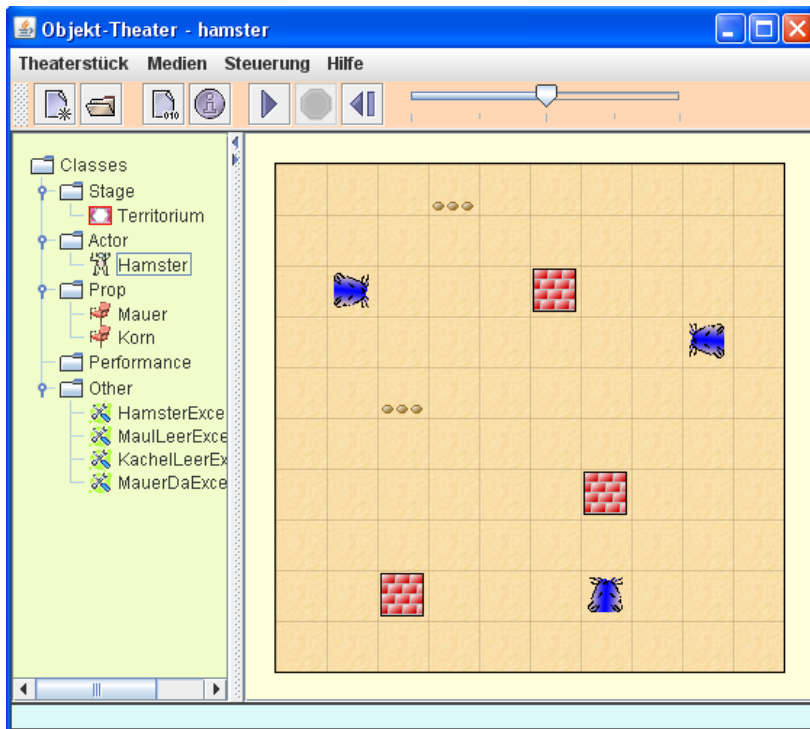 Objekt-Theater - hamster
Theaterstück Medien Steuerung Hilfe
010
Classes
Stage
Territorium
Actor
Hamster
Prop
Mauer
Korn
Performance
Other
HamsterExce
MaulLeerExce
KachelLeerEx
MauerDaExce